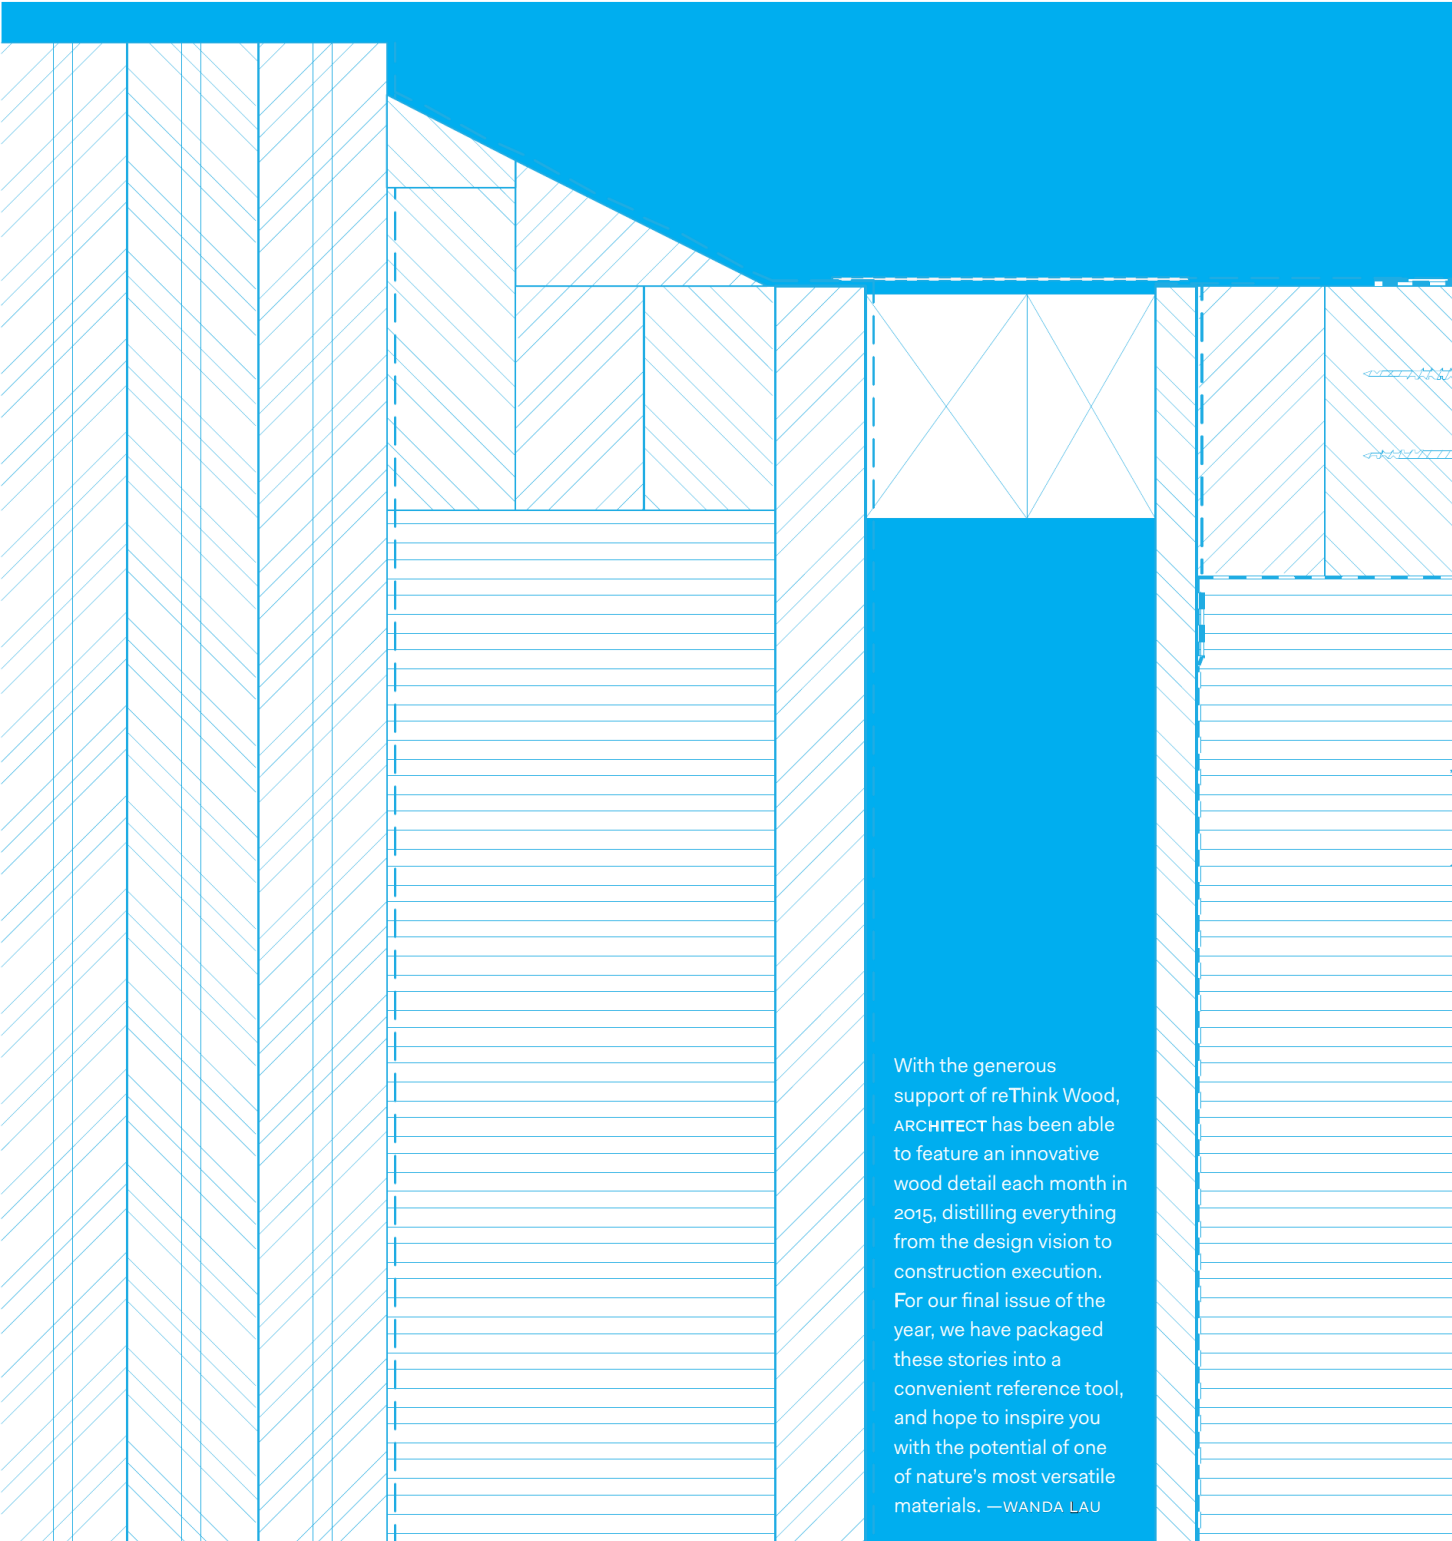 With the generous
support of reThink Wood,
ARCHITECT has been able
to feature an innovative
wood detail each month in
2015, distilling everything
from the design vision to
construction execution.
For our final issue of the
year, we have packaged
these stories into a
convenient reference tool,
and hope to inspire you
with the potential of one
of nature's most versatile
materials. —WANDA LAU